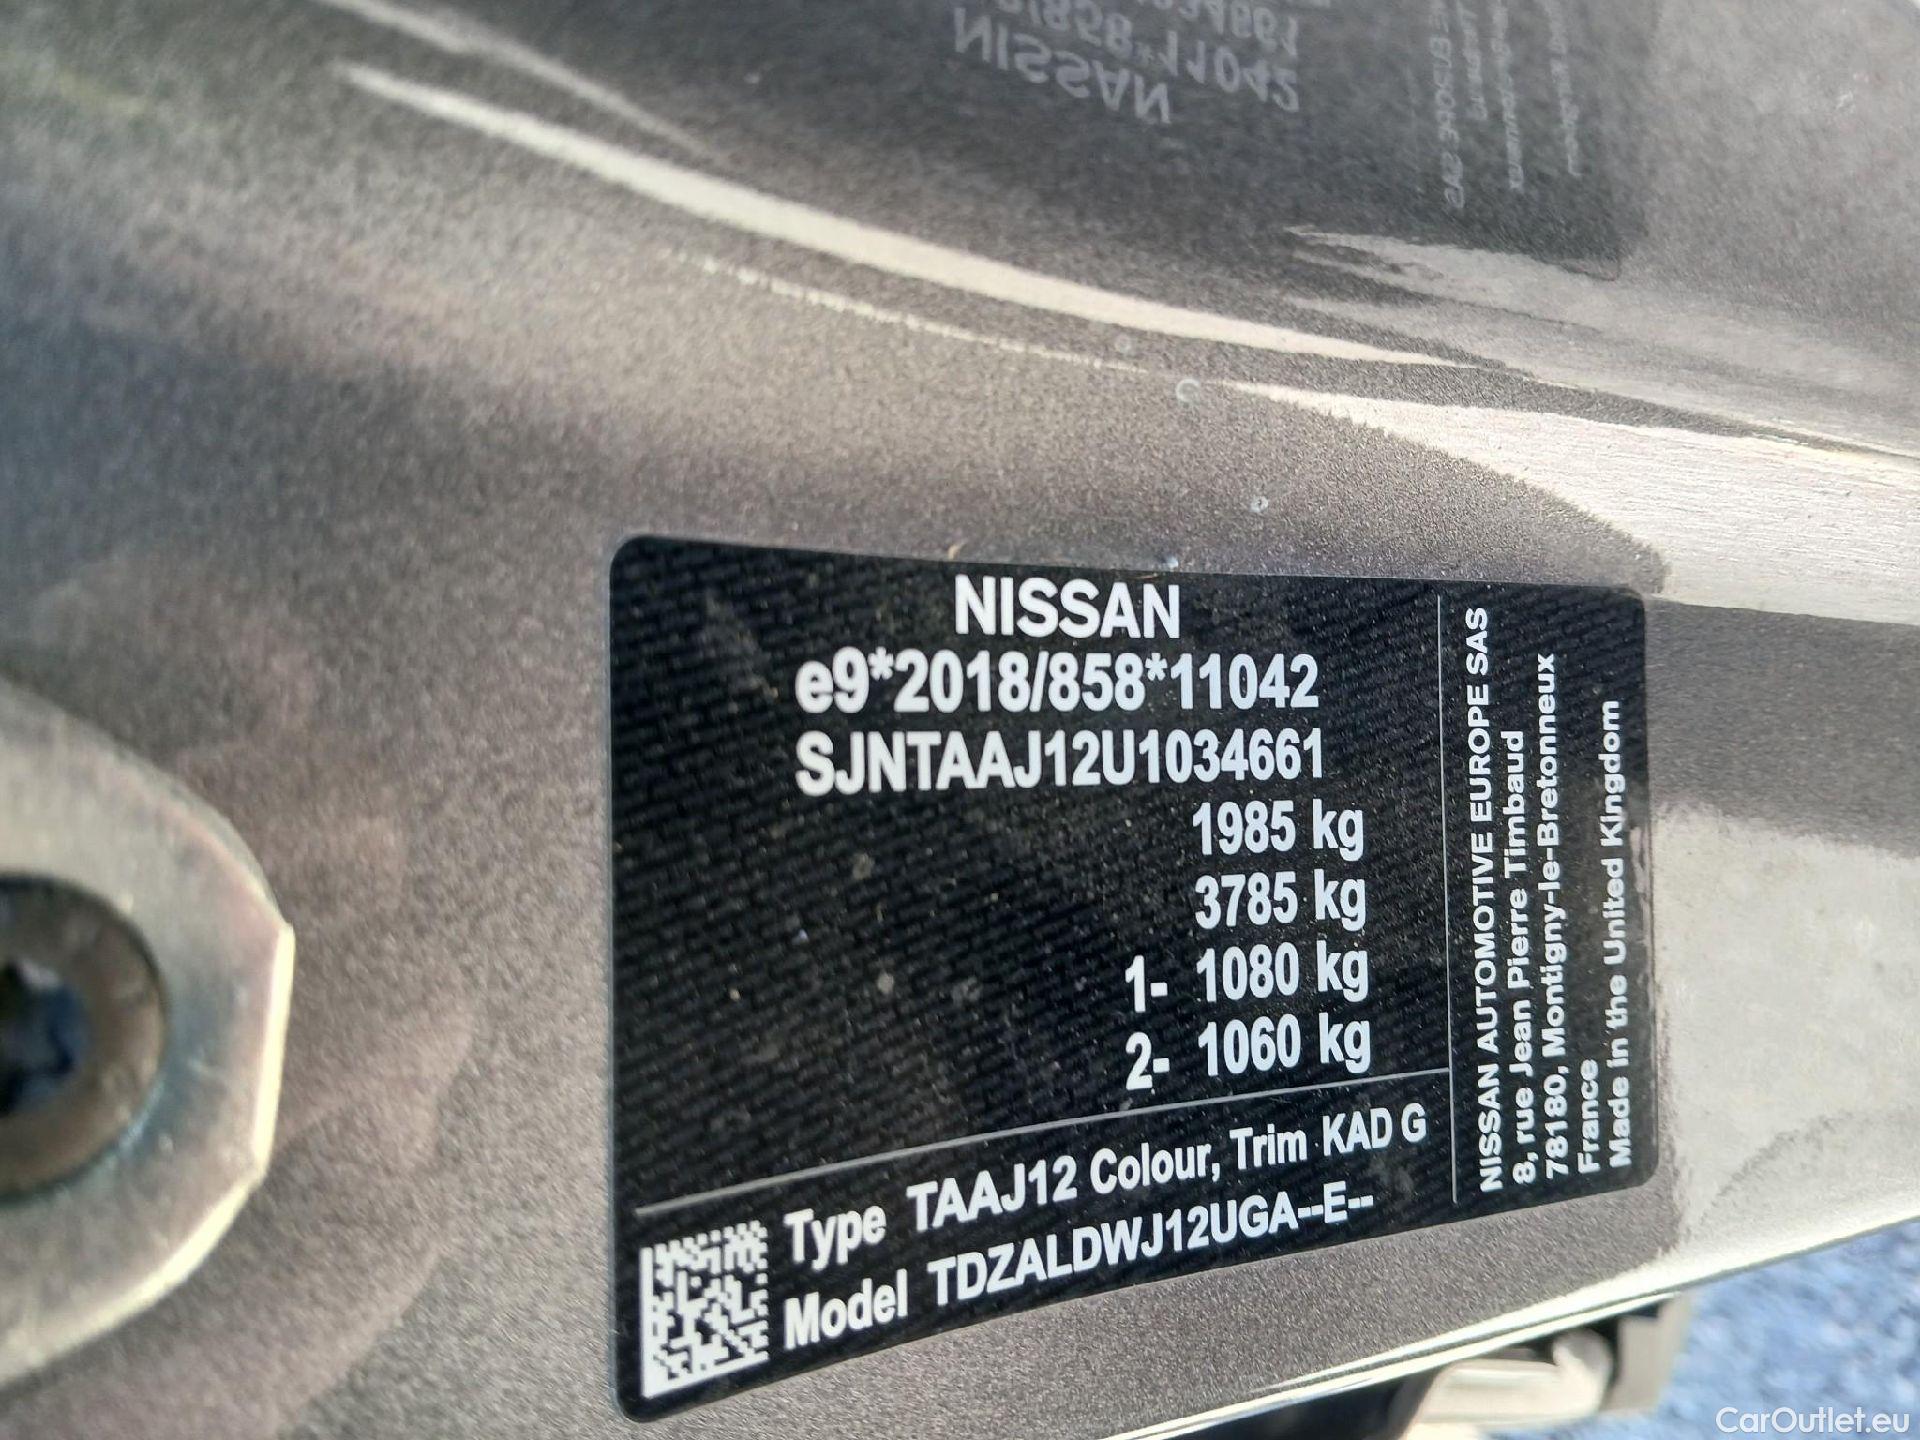 NISSAN
e9*2018/858*11042
SJNTAAJ12U1034661
1985 kg
3785 kg
1- 1080 kg
2- 1060 kg
Type TAAJ12 Colour, Trim KAD G
Model TDZALDWJ12UGA--E--
NISSAN AUTOMOTIVE EUROPE SAS
8, rue Jean Pierre Timbaud
78180, Montigny-le-Bretonneux
France
Made in the United Kingdom
CarOutlet.eu